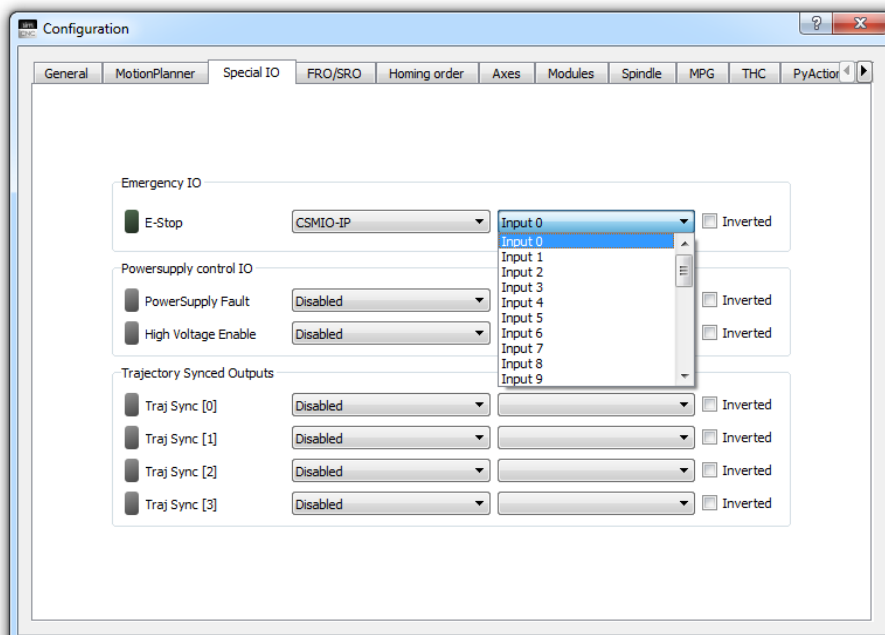 Configuration
General MotionPlanner Special IO FRO/SRO Homing order Axes Modules Spindle MPG THC PyAction
Emergency IO
E-Stop CSMIO-IP Input 0 Inverted
Input 0
Input 1
Input 2
Input 3
Input 4
Input 5
Input 6
Input 7
Input 8
Input 9
Powersupply control IO
PowerSupply Fault Disabled Inverted
High Voltage Enable Disabled Inverted
Trajectory Synced Outputs
Traj Sync [0] Disabled Inverted
Traj Sync [1] Disabled Inverted
Traj Sync [2] Disabled Inverted
Traj Sync [3] Disabled Inverted